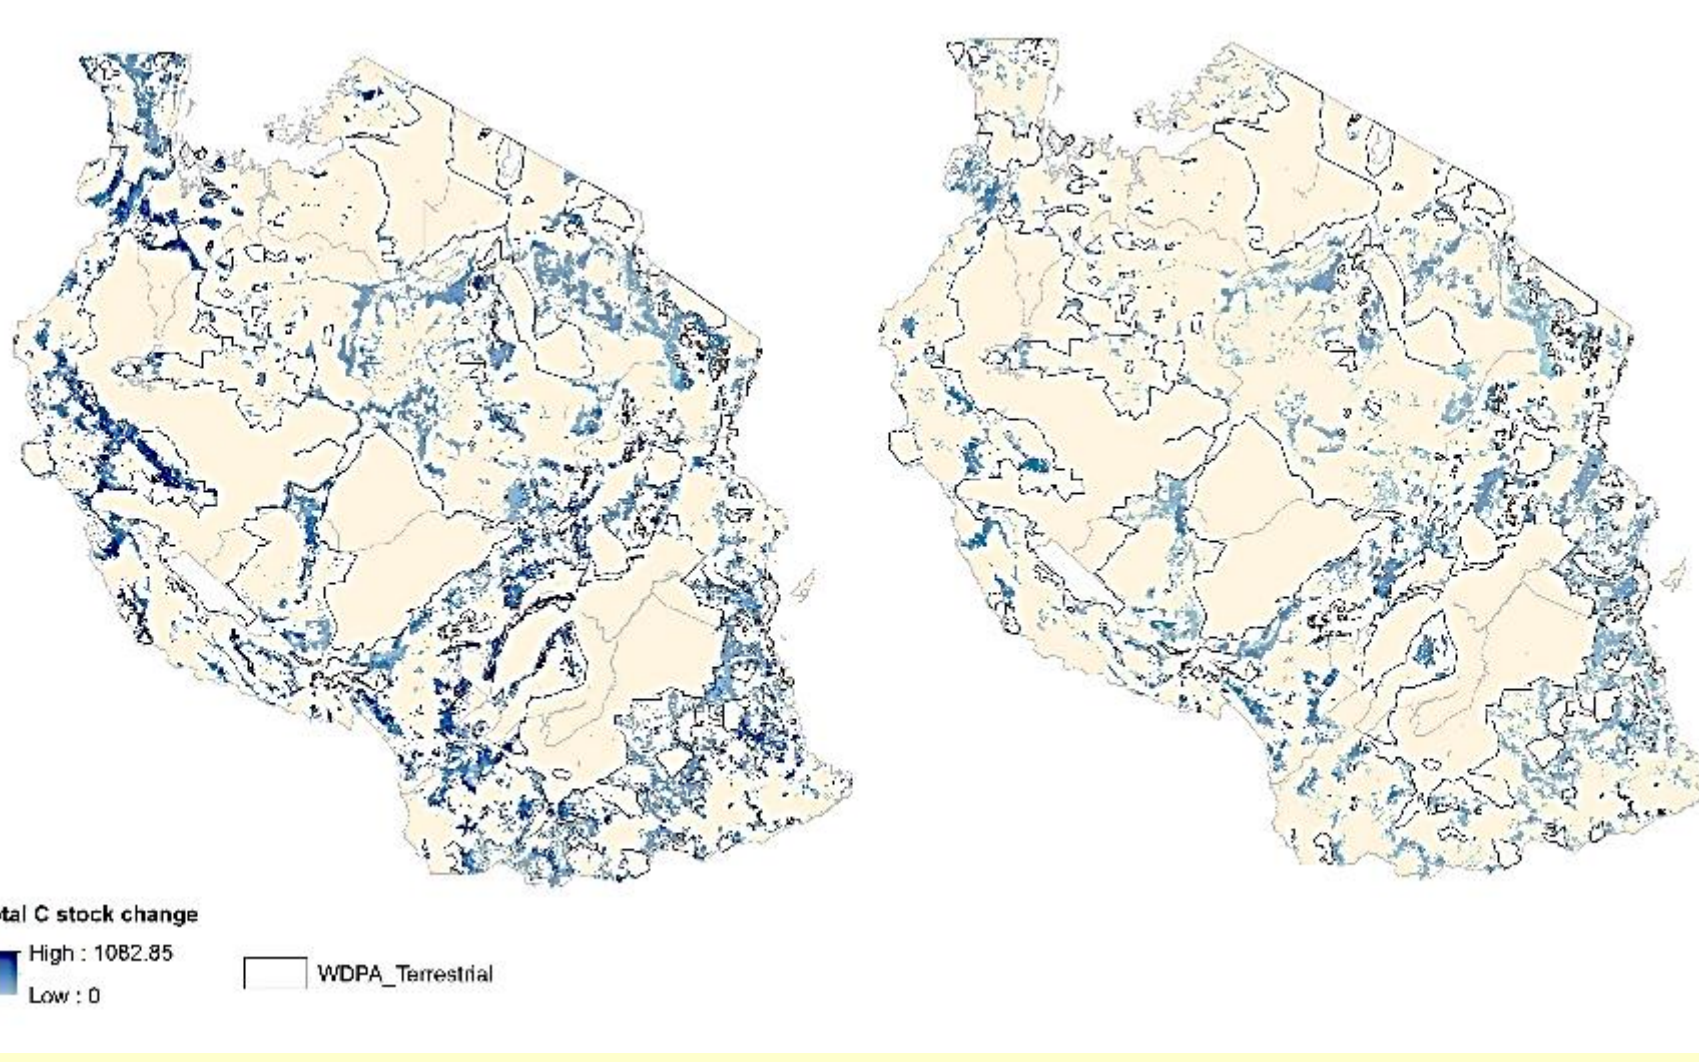 tal C stock change
High : 1082.85
WDPA_Terrestrial
Low : 0